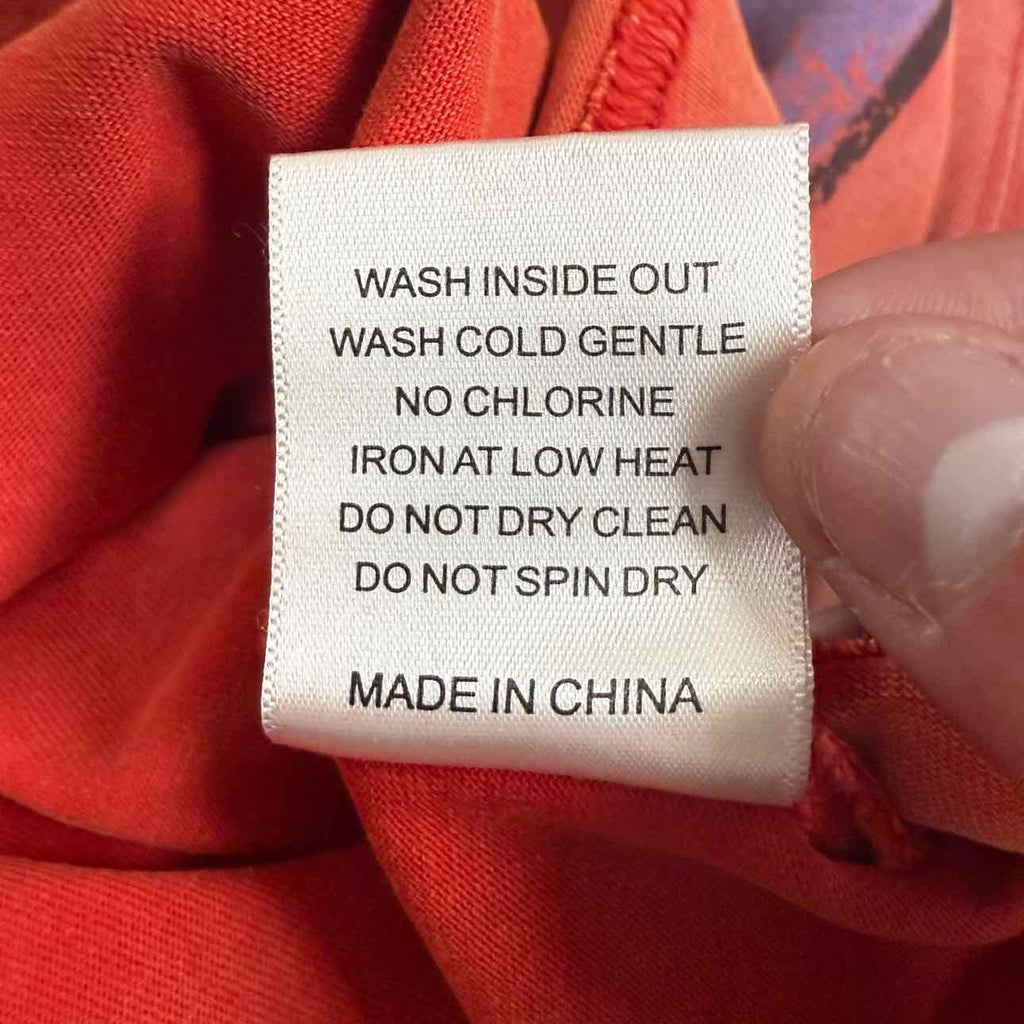 WASH INSIDE OUT
WASH COLD GENTLE
NO CHLORINE
IRON AT LOW HEAT
DO NOT DRY CLEAN
DO NOT SPIN DRY
MADE IN CHINA